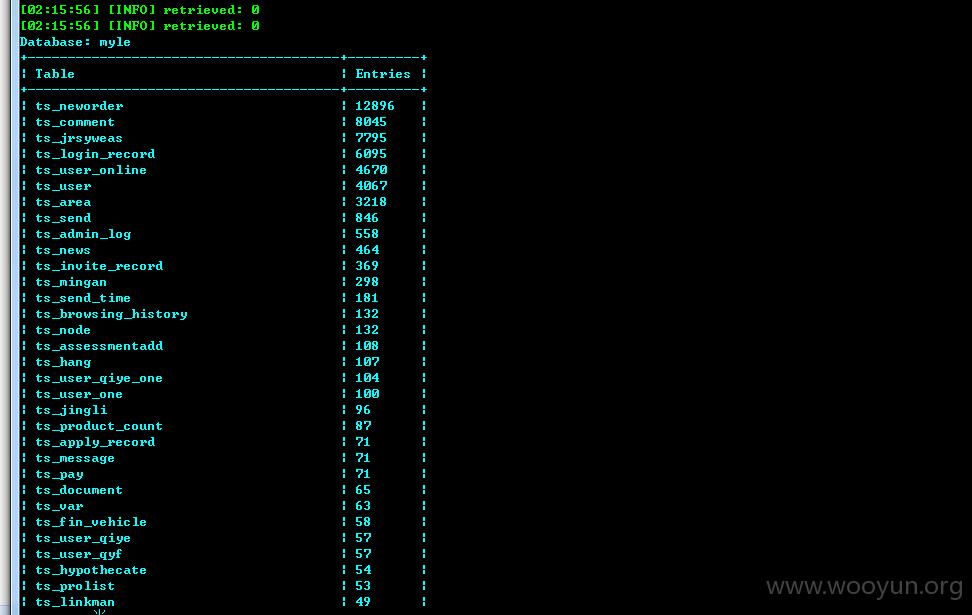 [02:15:56] [INFO] retrieved: 0
[02:15:56] [INFO] retrieved: 0
Database: myle
Table | Entries
ts_neworder | 12896
ts_comment | 8045
ts_jrsyweas | 7795
ts_login_record | 6095
ts_user_online | 4670
ts_user | 4067
ts_area | 3218
ts_send | 846
ts_admin_log | 558
ts_news | 464
ts_invite_record | 369
ts_mingan | 298
ts_send_time | 181
ts_browsing_history | 132
ts_node | 132
ts_assessmentadd | 108
ts_hang | 107
ts_user_qiye_one | 104
ts_user_one | 100
ts_jingli | 96
ts_product_count | 87
ts_apply_record | 71
ts_message | 71
ts_pay | 71
ts_document | 65
ts_var | 63
ts_fin_vehicle | 58
ts_user_qiye | 57
ts_user_qyf | 57
ts_hypothecate | 54
ts_prolist | 53
ts_linkman | 49
www.wooyun.org